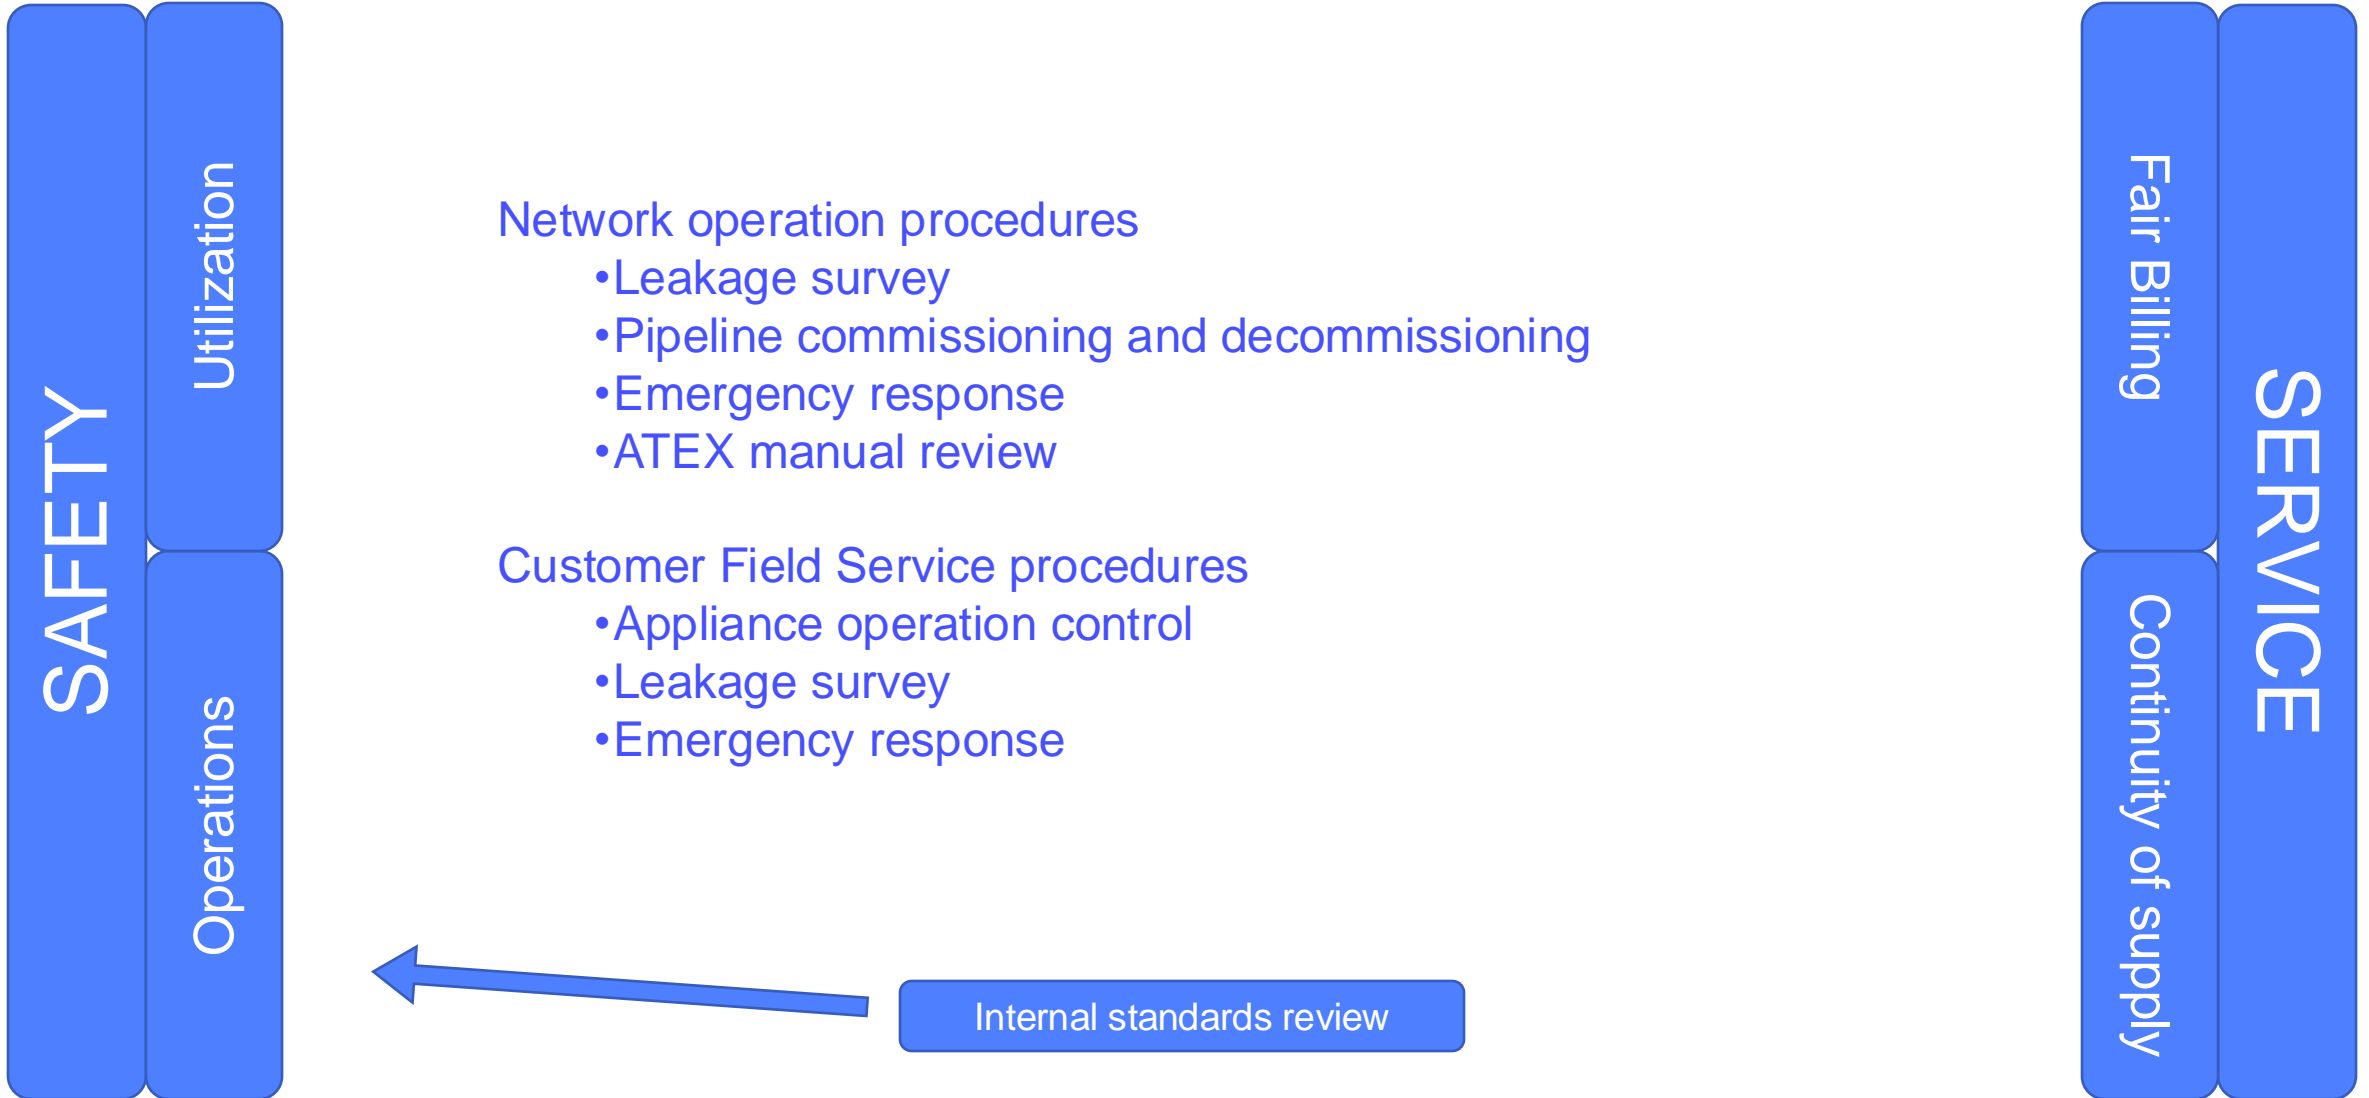 SAFETY
Utilization
Operations
Network operation procedures
•Leakage survey
•Pipeline commissioning and decommissioning
•Emergency response
•ATEX manual review
Customer Field Service procedures
•Appliance operation control
•Leakage survey
•Emergency response
Internal standards review
Fair Billing
Continuity of supply
SERVICE